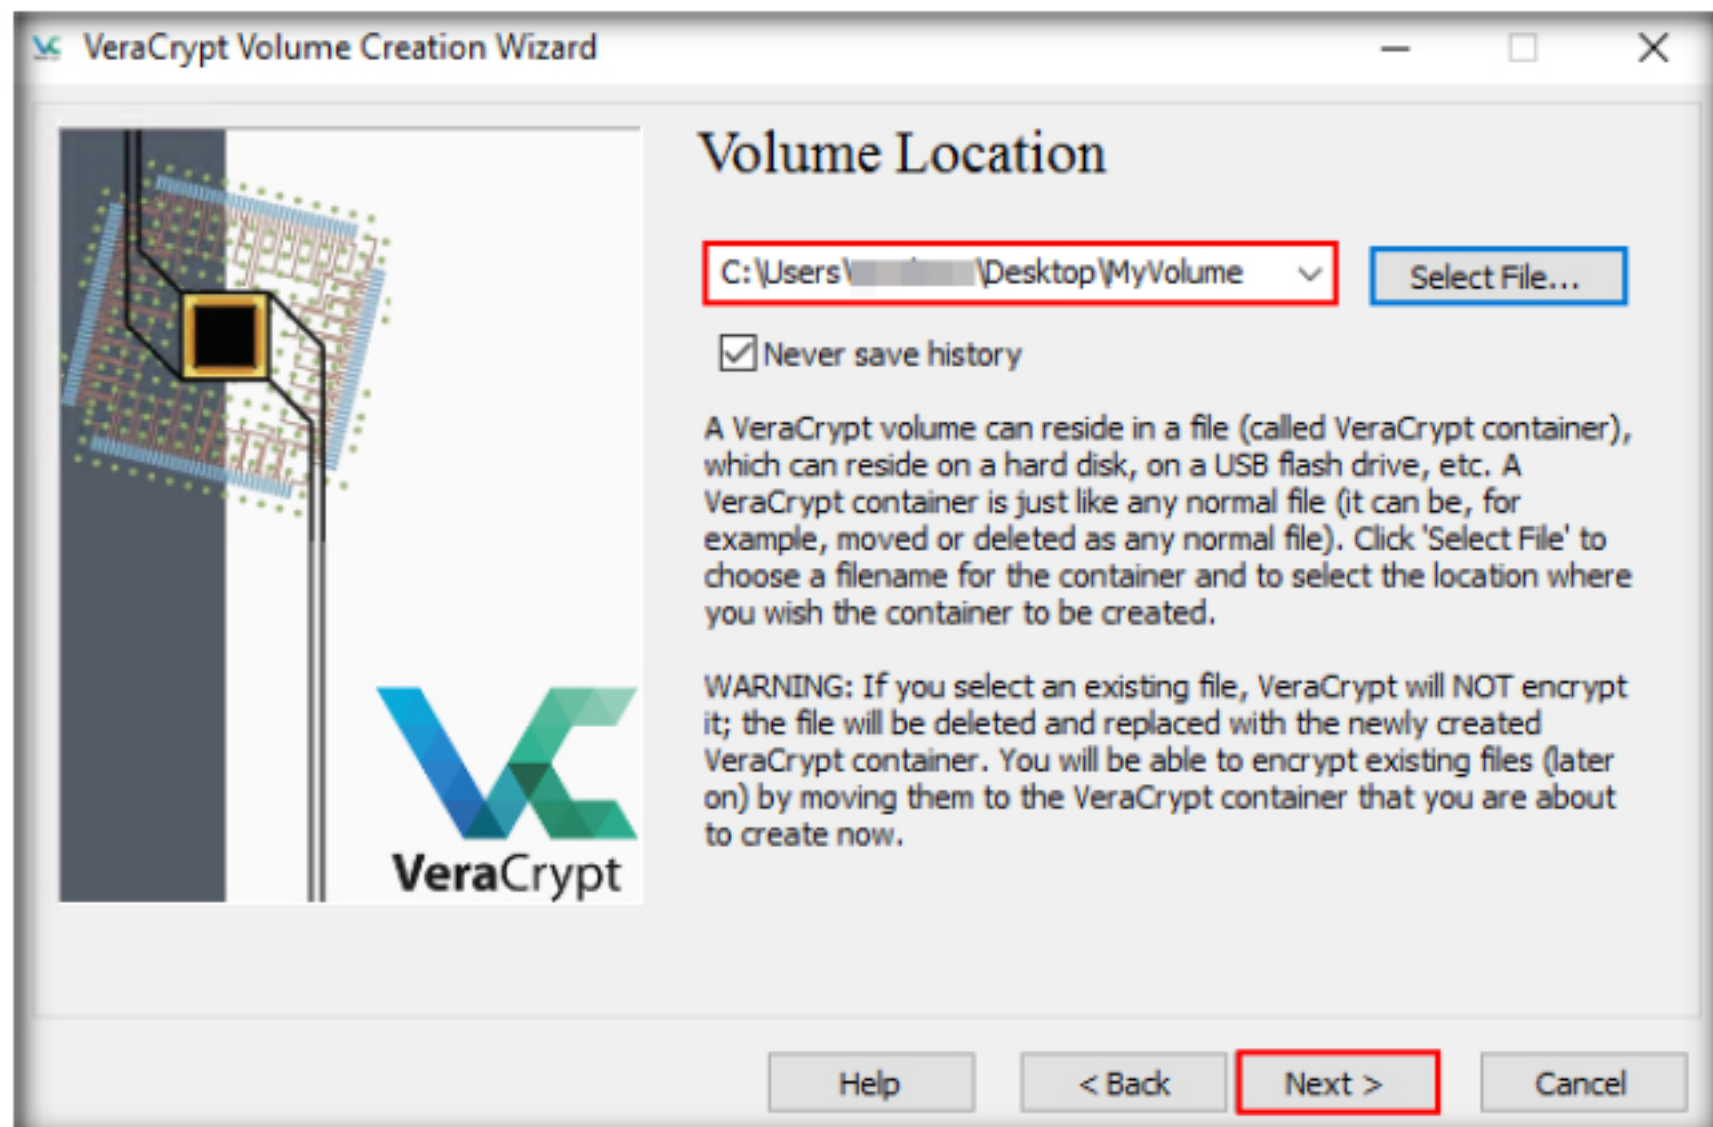 VeraCrypt Volume Creation Wizard
Volume Location
C:\Users\ \Desktop\MyVolume
Select File...
Never save history
A VeraCrypt volume can reside in a file (called VeraCrypt container),
which can reside on a hard disk, on a USB flash drive, etc. A
VeraCrypt container is just like any normal file (it can be, for
example, moved or deleted as any normal file). Click 'Select File' to
choose a filename for the container and to select the location where
you wish the container to be created.
WARNING: If you select an existing file, VeraCrypt will NOT encrypt
it; the file will be deleted and replaced with the newly created
VeraCrypt container. You will be able to encrypt existing files (later
on) by moving them to the VeraCrypt container that you are about
to create now.
VeraCrypt
Help
< Back
Next >
Cancel